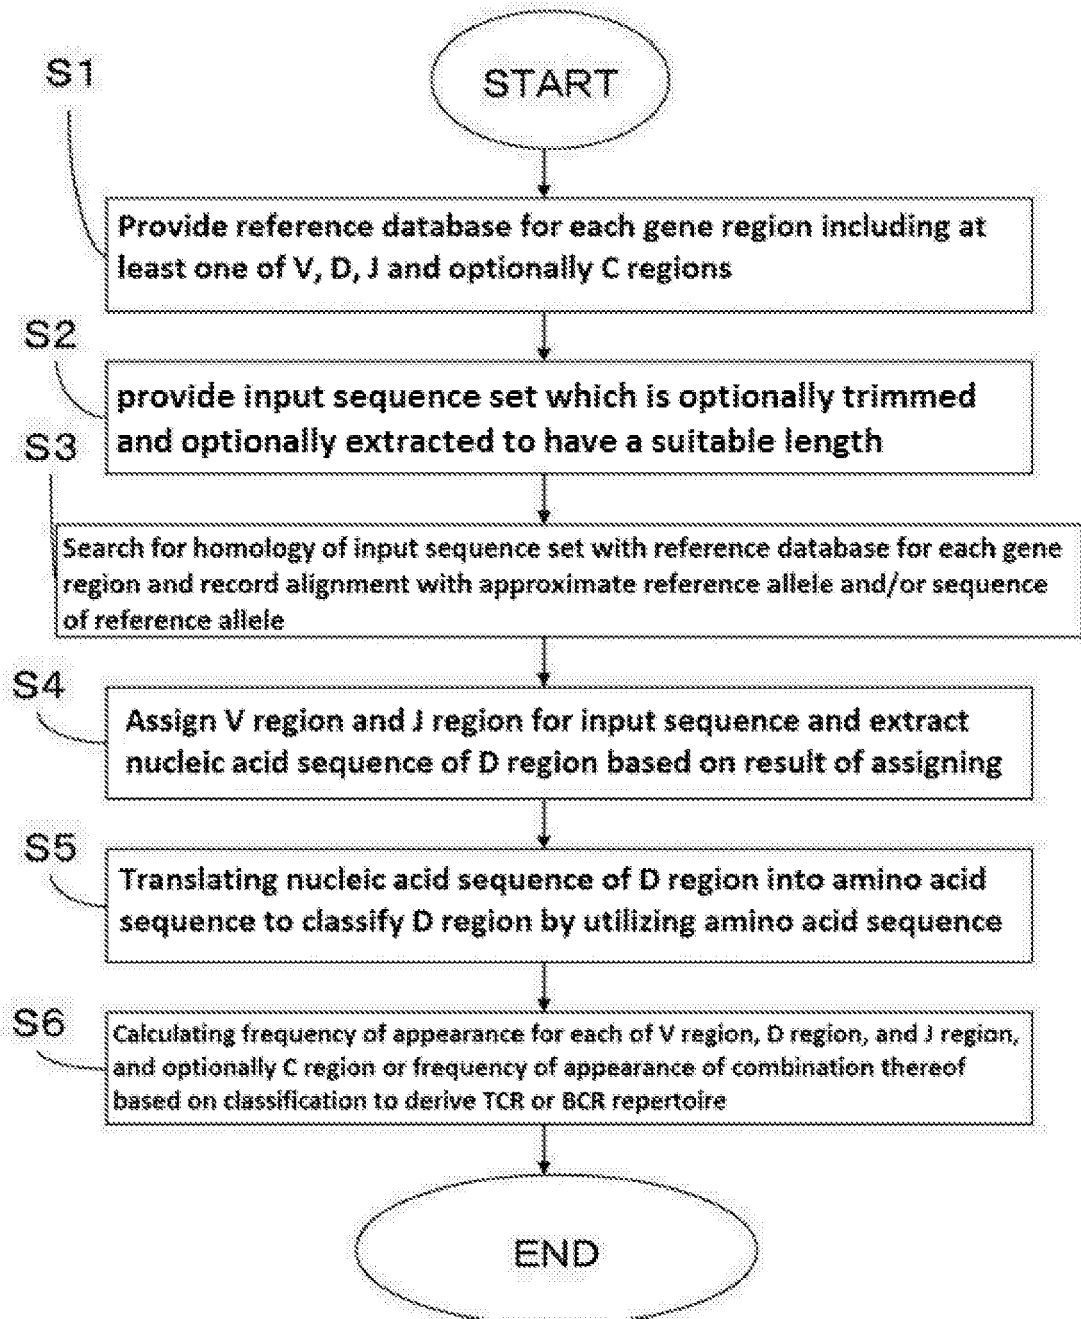 START
S1
Provide reference database for each gene region including at
least one of V, D, J and optionally C regions
S2
provide input sequence set which is optionally trimmed
and optionally extracted to have a suitable length
S3
Search for homology of input sequence set with reference database for each gene
region and record alignment with approximate reference allele and/or sequence
of reference allele
S4
Assign V region and J region for input sequence and extract
nucleic acid sequence of D region based on result of assigning
S5
Translating nucleic acid sequence of D region into amino acid
sequence to classify D region by utilizing amino acid sequence
S6
Calculating frequency of appearance for each of V region, D region, and J region,
and optionally C region or frequency of appearance of combination thereof
based on classification to derive TCR or BCR repertoire
END